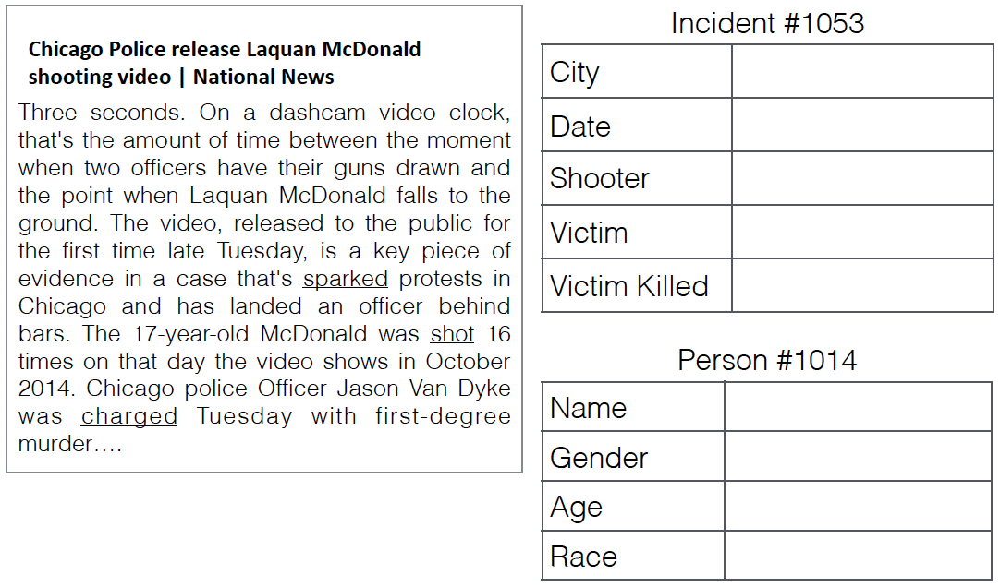 Chicago Police release Laquan McDonald
shooting video | National News
Three seconds. On a dashcam video clock,
that's the amount of time between the moment
when two officers have their guns drawn and
the point when Laquan McDonald falls to the
ground. The video, released to the public for
the first time late Tuesday, is a key piece of
evidence in a case that's sparked protests in
Chicago and has landed an officer behind
bars. The 17-year-old McDonald was shot 16
times on that day the video shows in October
2014. Chicago police Officer Jason Van Dyke
was charged Tuesday with first-degree
murder....
Incident #1053
City
Date
Shooter
Victim
Victim Killed
Person #1014
Name
Gender
Age
Race